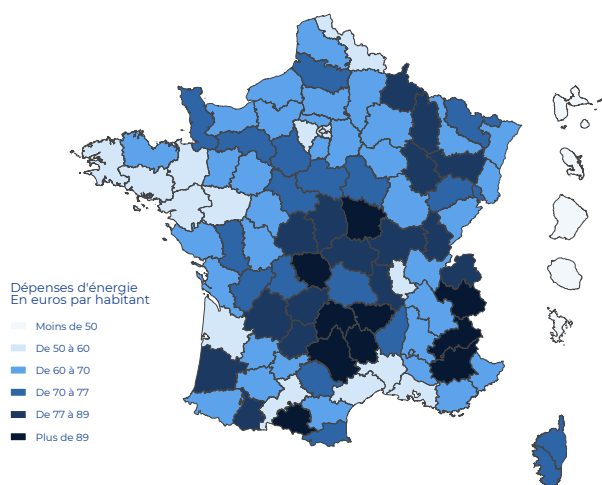 Dépenses d'énergie
En euros par habitant
Moins de 50
De 50 à 60
De 60 à 70
De 70 à 77
De 77 à 89
Plus de 89